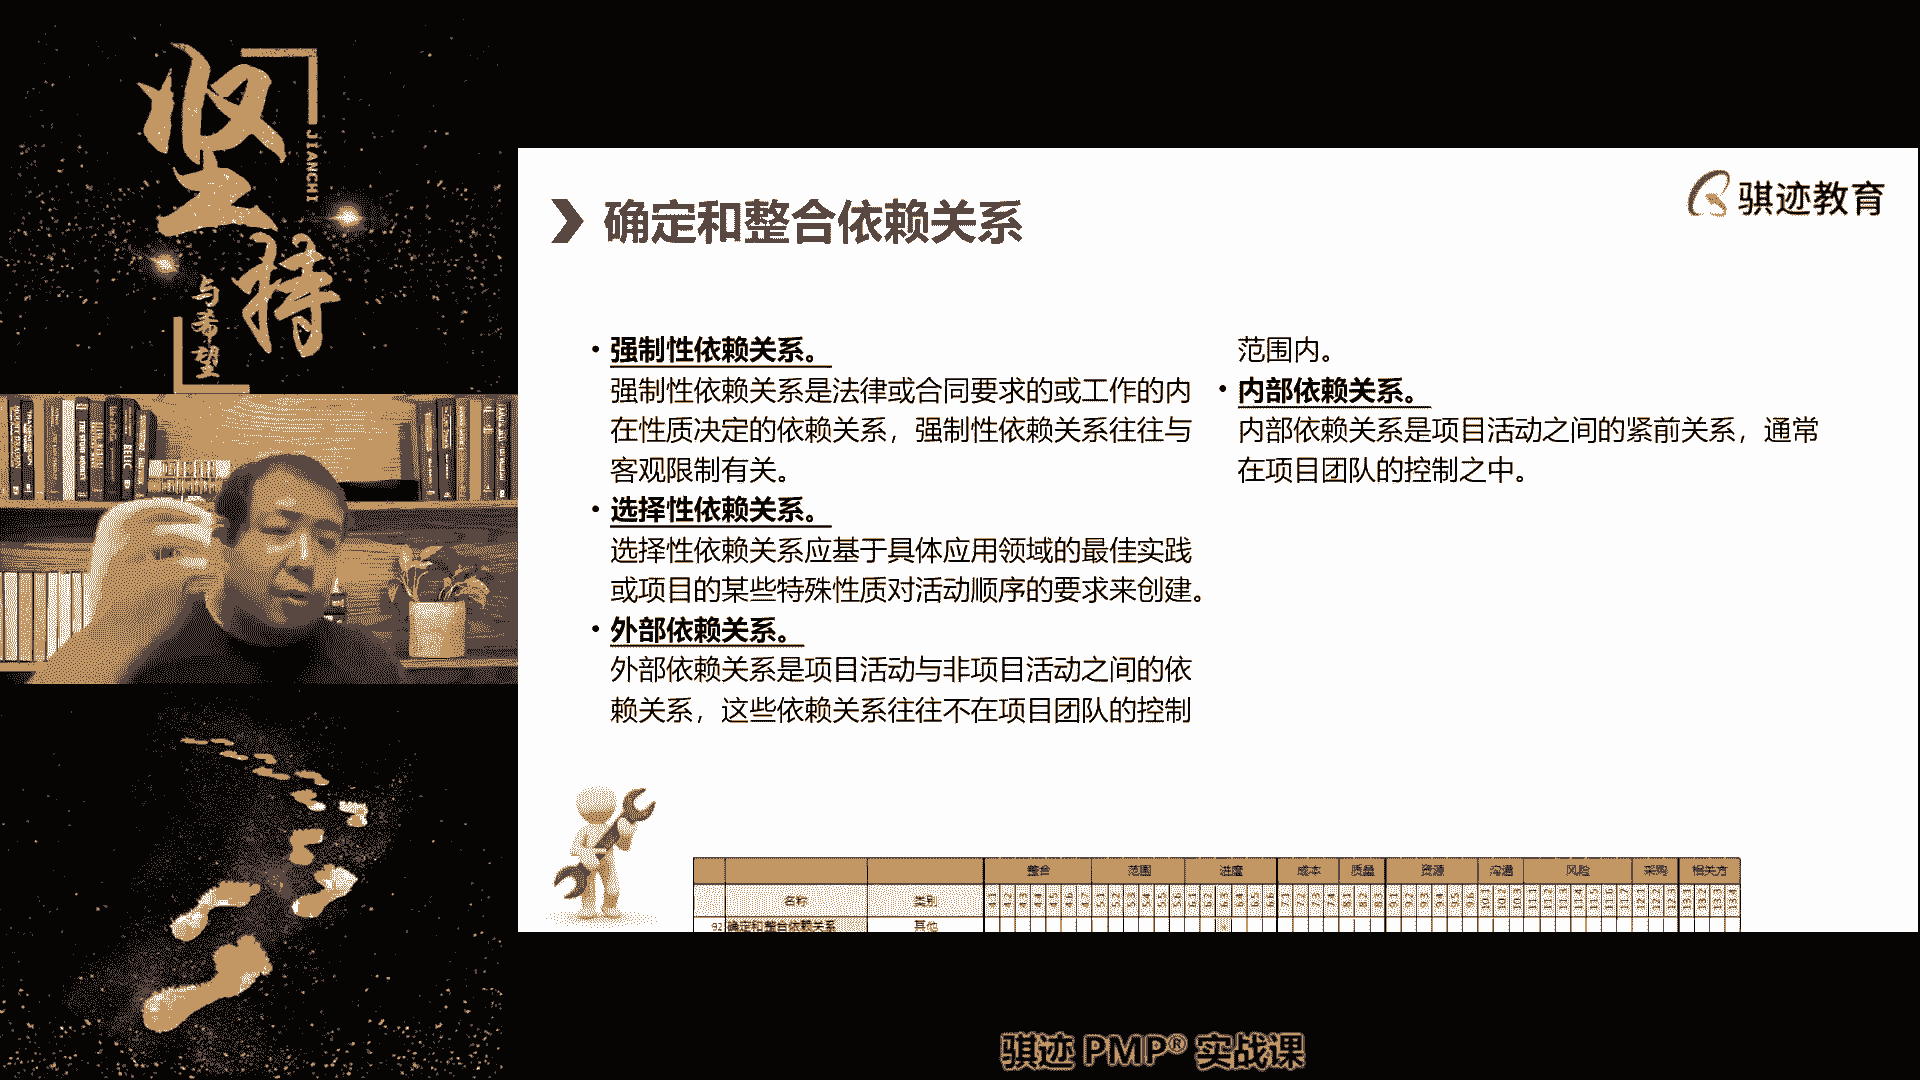 坚持
JIANCHI
与希望
骐迹教育
确定和整合依赖关系
• 强制性依赖关系。
强制性依赖关系是法律或合同要求的或工作的内
在性质决定的依赖关系，强制性依赖关系往往与
客观限制有关。
• 选择性依赖关系。
选择性依赖关系应基于具体应用领域的最佳实践
或项目的某些特殊性质对活动顺序的要求来创建。
• 外部依赖关系。
外部依赖关系是项目活动与非项目活动之间的依
赖关系，这些依赖关系往往不在项目团队的控制
范围内。
• 内部依赖关系。
内部依赖关系是项目活动之间的紧前关系，通常
在项目团队的控制之中。
整合 范围 进度 成本 质量 资源 沟通 风险 采购 相关方
名称 类别
92 确定和整合依赖关系 其他
骐迹 PMP® 实战课